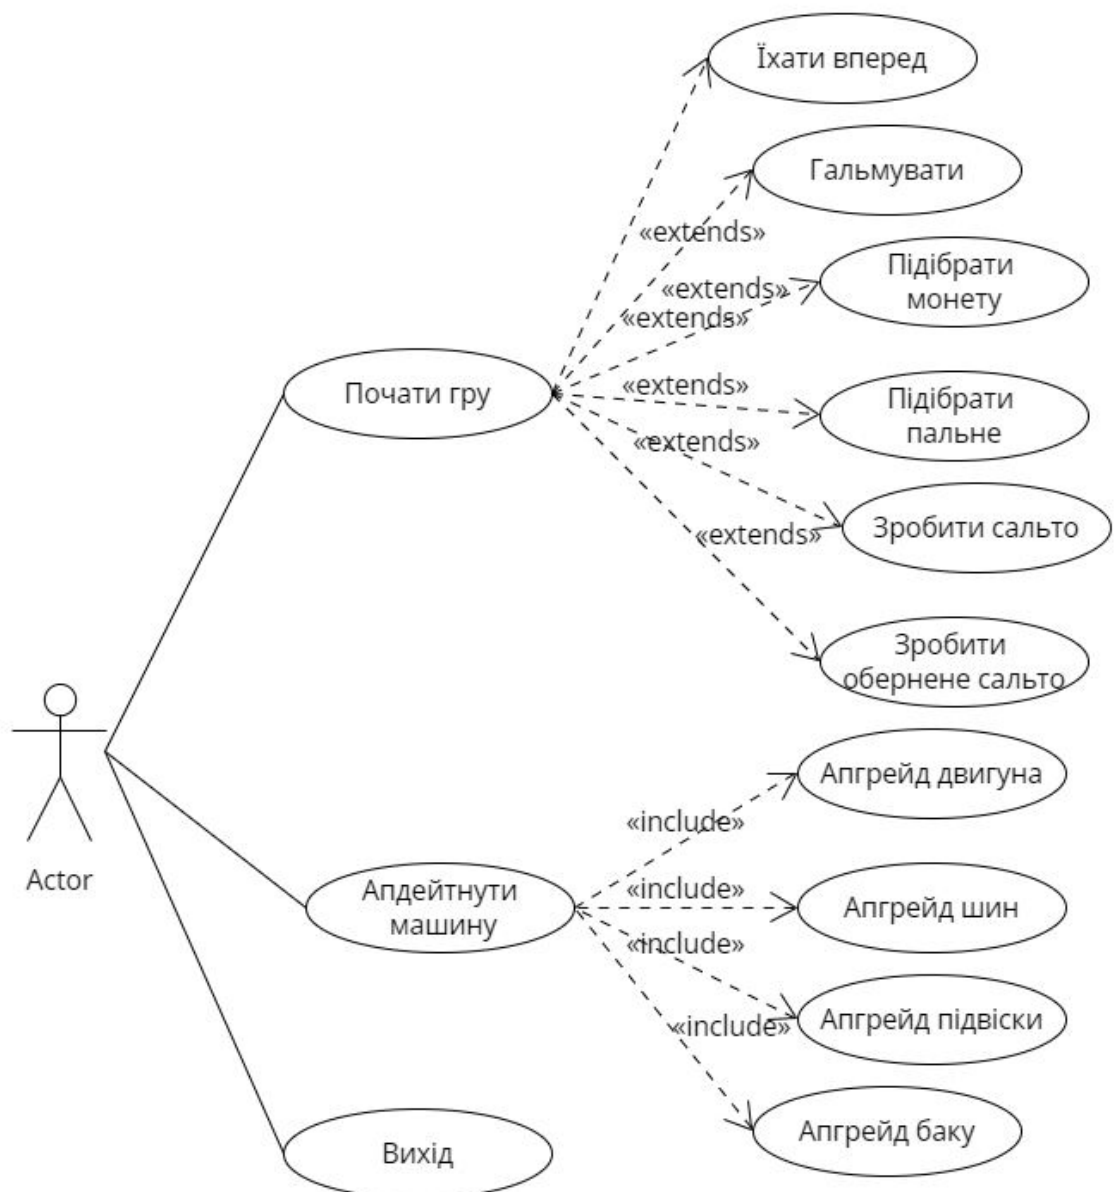 Їхати вперед
Гальмувати
«extends»
Підібрати
монету
«extends»
«extends»
Почати гру
«extends»
Підібрати
пальне
«extends»
Зробити сальто
«extends»
Зробити
обернене сальто
Апгрейд двигуна
«include»
Actor
Апдейтнути
машину
«include»
Апгрейд шин
«include»
Апгрейд підвіски
«include»
Апгрейд баку
Вихід